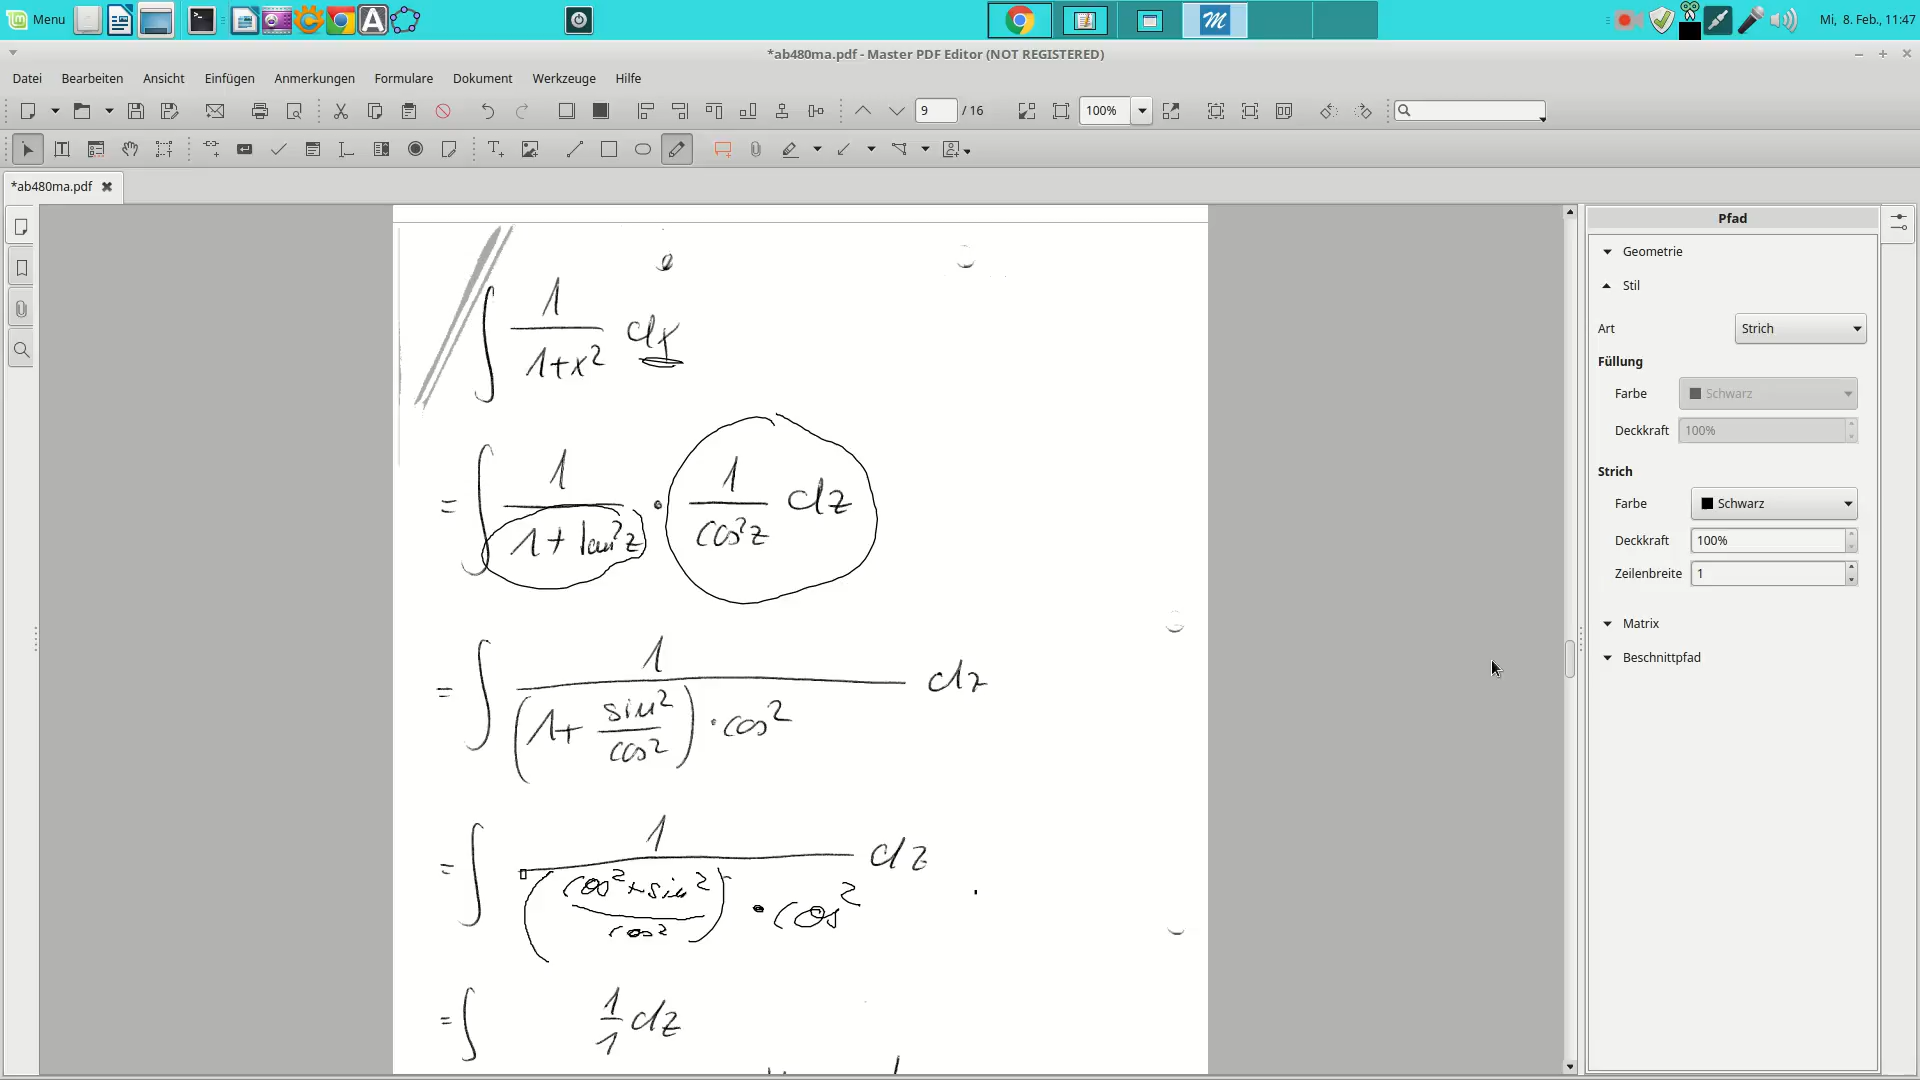 Menu
Mi, 8. Feb., 11:47
*ab480ma.pdf - Master PDF Editor (NOT REGISTERED)
Datei Bearbeiten Ansicht Einfügen Anmerkungen Formulare Dokument Werkzeuge Hilfe
9 / 16 100%
*ab480ma.pdf
∫ 1/(1+x²) dx
= ∫ 1/(1+tan²z) · 1/(cos²z) dz
= ∫ 1/((1+ sin²/cos²) · cos²) dz
= ∫ 1/(((cos²+sin²)/cos²) · cos²) dz
= ∫ 1/1 dz
Pfad
Geometrie
Stil
Art Strich
Füllung
Farbe Schwarz
Deckkraft 100%
Strich
Farbe Schwarz
Deckkraft 100%
Zeilenbreite 1
Matrix
Beschnittpfad